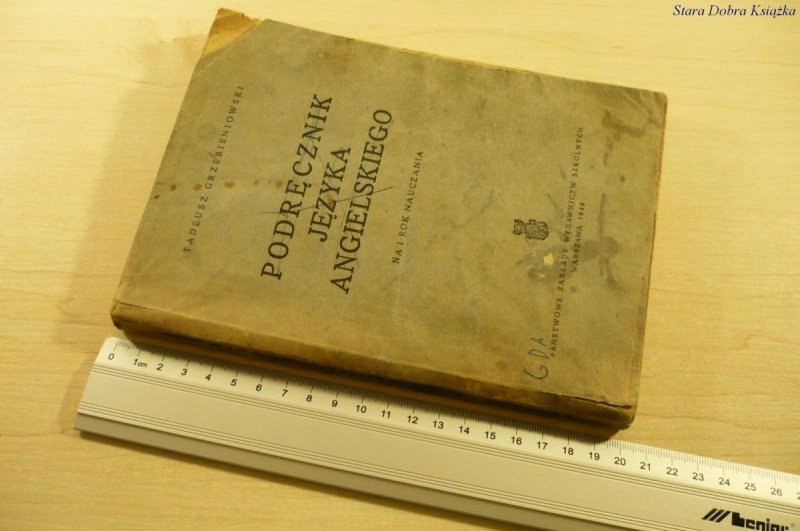 Stara Dobra Książka
TADEUSZ GRZEBIENIOWSKI
PODRĘCZNIK
JĘZYKA
ANGIELSKIEGO
NA I ROK NAUCZANIA
PAŃSTWOWE ZAKŁADY WYDAWNICTW SZKOLNYCH
WARSZAWA 1946
GDA
0 1cm 2 3 4 5 6 7 8 9 10 11 12 13 14 15 16 17 18 19 20 21 22 23 24 25 26